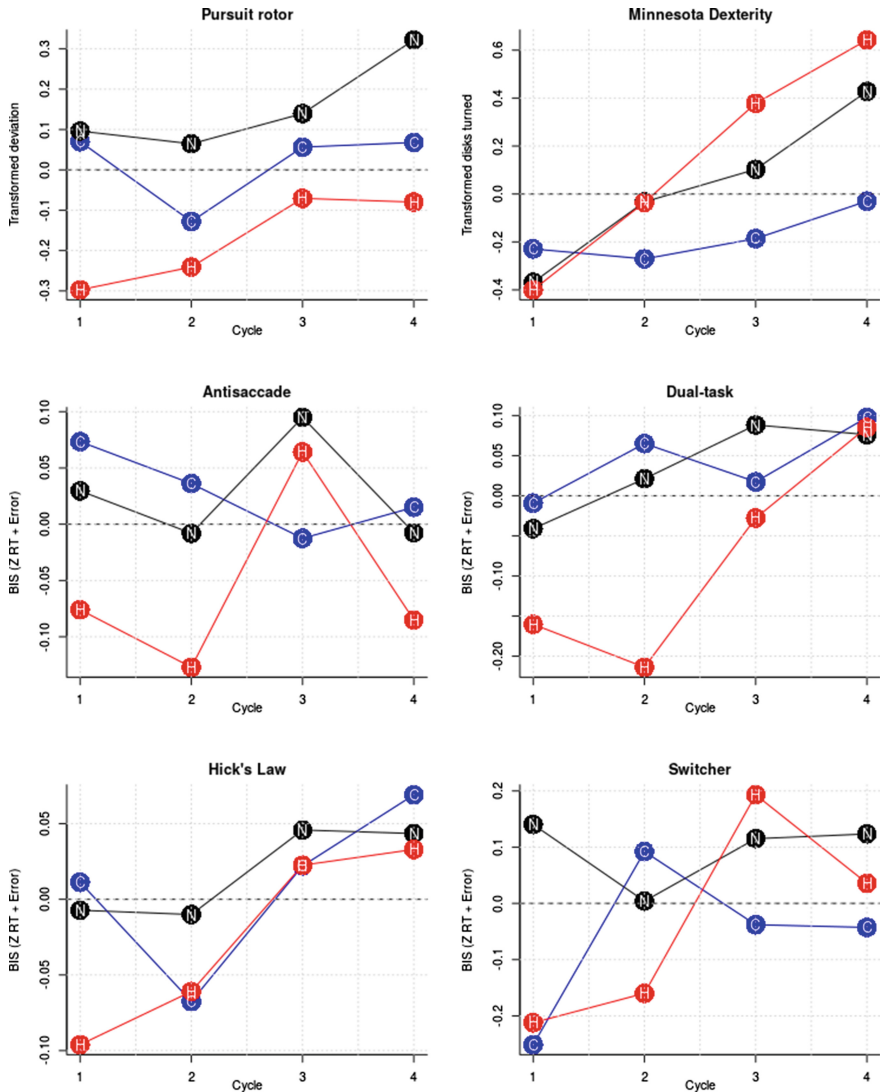 Pursuit rotor
Transformed deviation
0.3
0.2
0.1
0.0
-0.1
-0.2
-0.3
N
N
N
N
C
C
C
C
H
H
H
H
1
2
3
4
Cycle
Minnesota Dexterity
Transformed disks turned
0.6
0.4
0.2
0.0
-0.2
-0.4
N
N
N
N
C
C
C
C
H
H
H
H
1
2
3
4
Cycle
Antisaccade
BIS (Z RT + Error)
0.10
0.05
0.00
-0.05
-0.10
C
C
C
C
N
N
N
N
H
H
H
H
1
2
3
4
Cycle
Dual-task
BIS (Z RT + Error)
0.10
0.05
0.00
-0.10
-0.20
C
C
C
C
N
N
N
N
H
H
H
H
1
2
3
4
Cycle
Hick's Law
BIS (Z RT + Error)
0.05
0.00
-0.05
-0.10
C
C
C
C
N
N
N
N
H
H
H
H
1
2
3
4
Cycle
Switcher
BIS (Z RT + Error)
0.2
0.1
0.0
-0.1
-0.2
N
N
N
N
C
C
C
C
H
H
H
H
1
2
3
4
Cycle